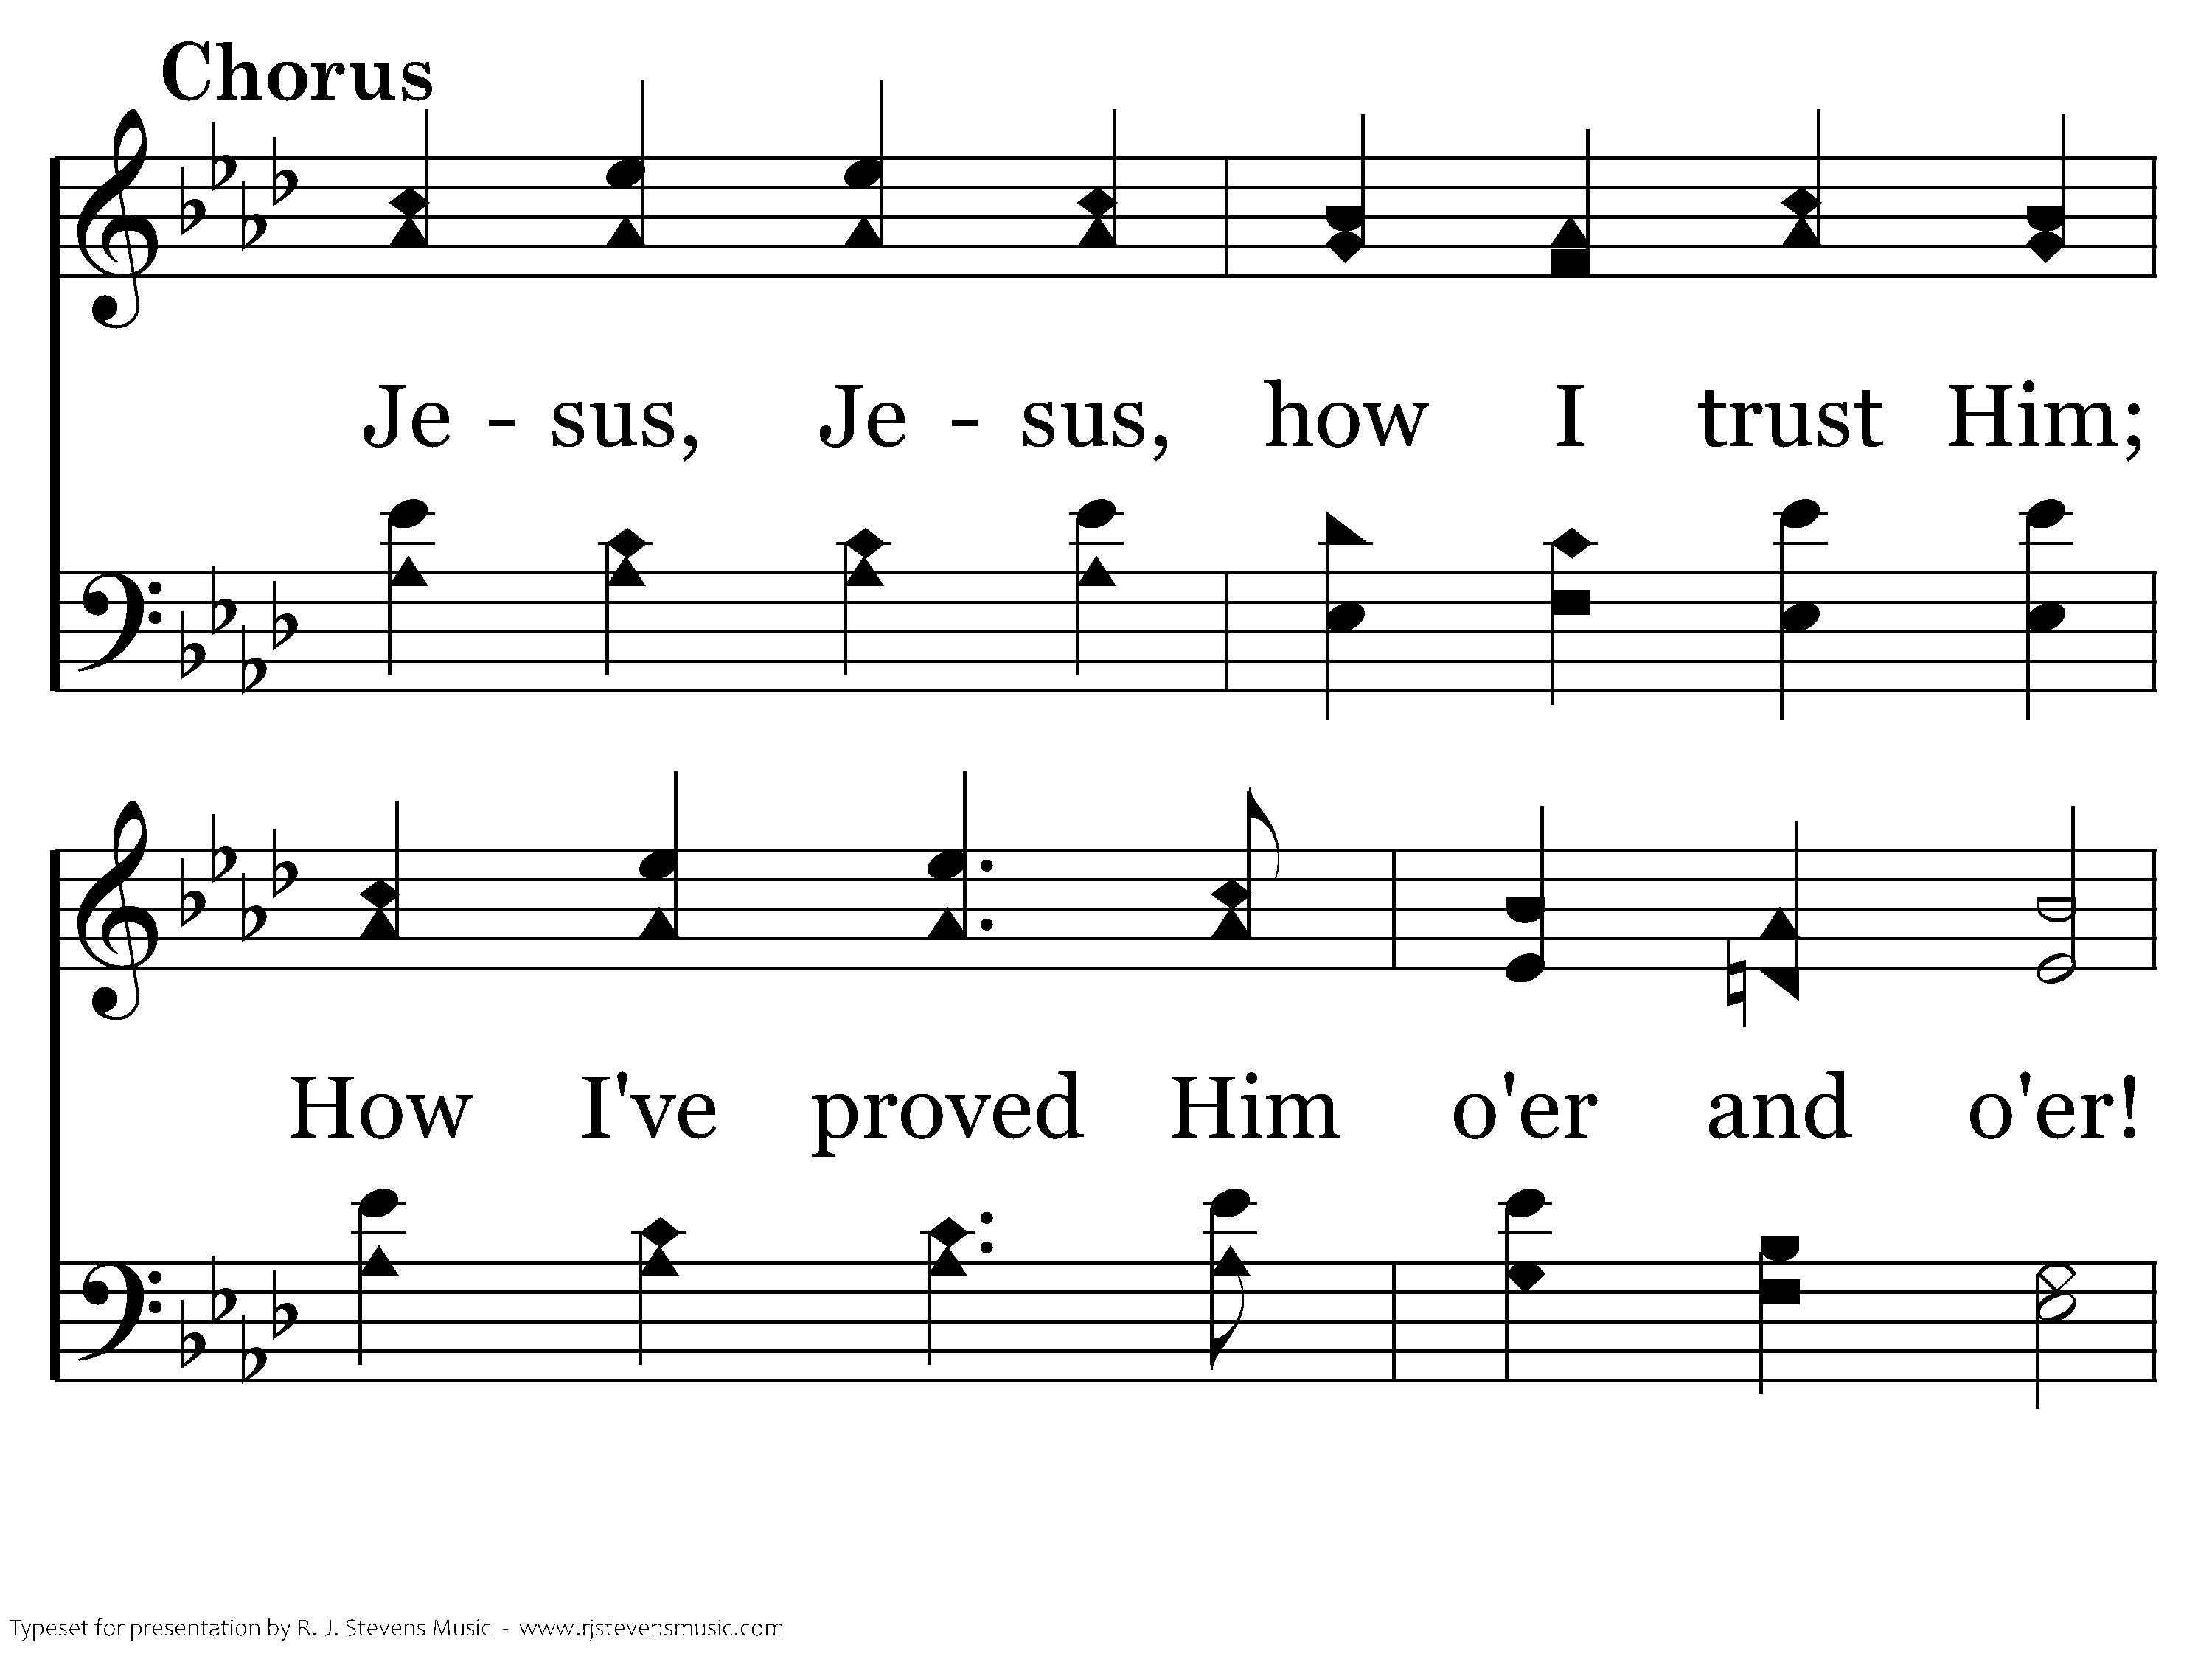 Chorus
Je - sus, Je - sus, how I trust Him;
How I've proved Him o'er and o'er!
Typeset for presentation by R. J. Stevens Music - www.rjstevensmusic.com